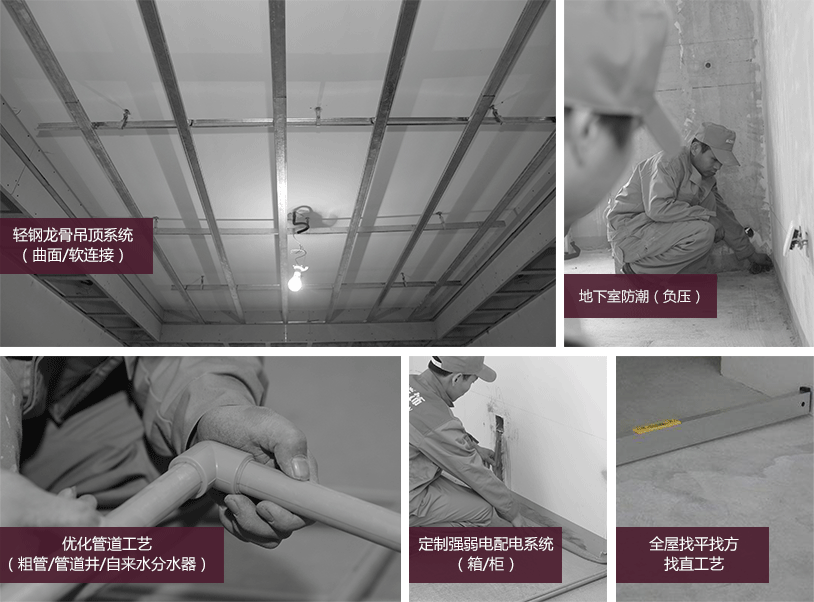 轻钢龙骨吊顶系统
（曲面/软连接）
地下室防潮（负压）
优化管道工艺
（粗管/管道井/自来水分水器）
定制强弱电配电系统
（箱/柜）
全屋找平找方
找直工艺